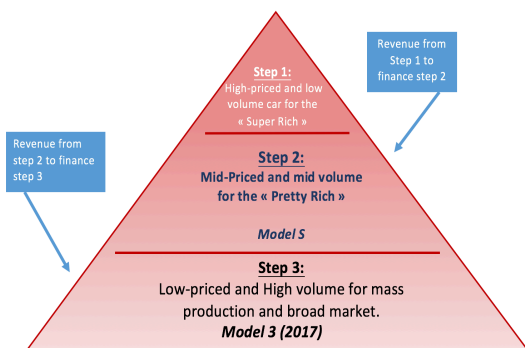 Step 1:
High-priced and low
volume car for the
« Super Rich »
Revenue from
Step 1 to
finance step 2
Revenue from
step 2 to finance
step 3
Step 2:
Mid-Priced and mid volume
for the « Pretty Rich »
Model S
Step 3:
Low-priced and High volume for mass
production and broad market.
Model 3 (2017)